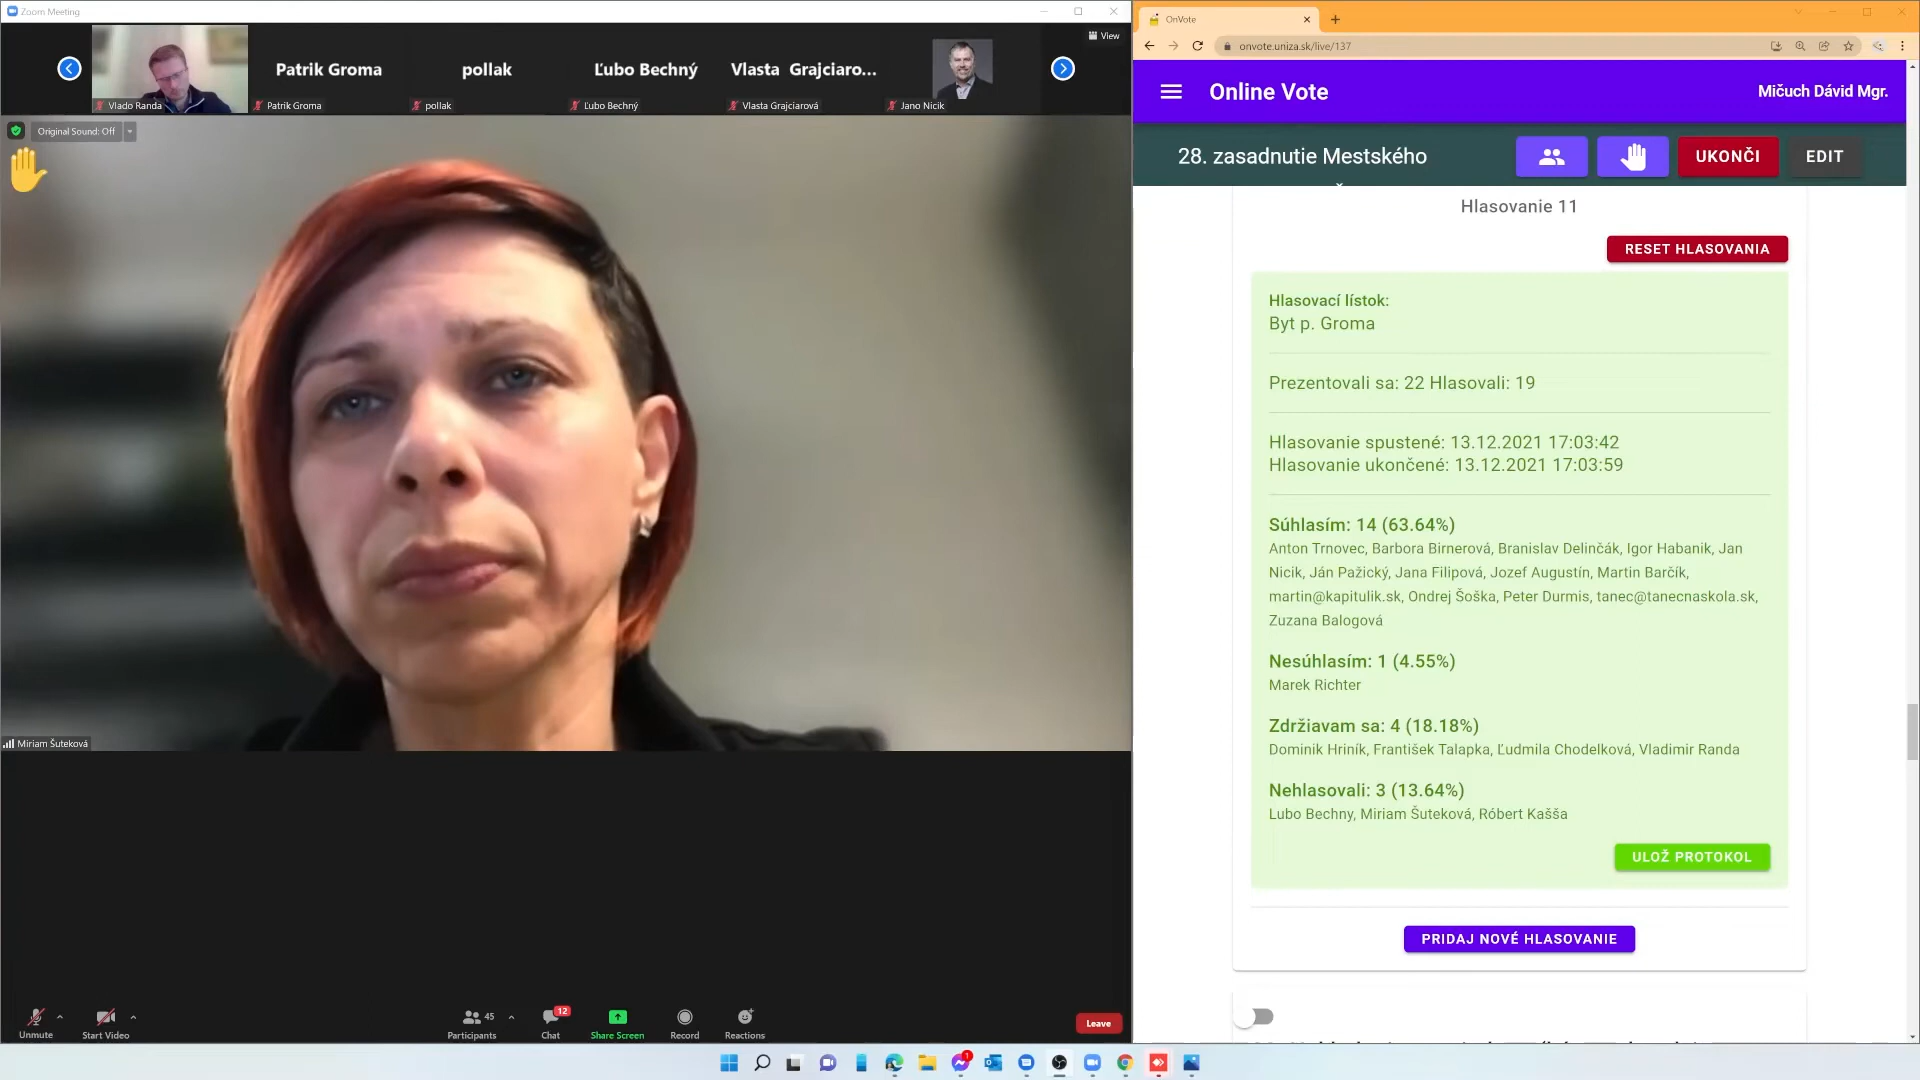 Zoom Meeting
View
Patrik Groma
pollak
Ľubo Bechný
Vlasta Grajciaro...
Vlado Randa
Patrik Groma
pollak
Ľubo Bechný
Vlasta Grajciarová
Jano Nicik
Original Sound: Off
Miriam Šuteková
Unmute
Start Video
45
Participants
12
Chat
Share Screen
Record
Reactions
Leave
OnVote
onvote.uniza.sk/live/137
Online Vote
Mičuch Dávid Mgr.
28. zasadnutie Mestského
UKONČI
EDIT
Hlasovanie 11
RESET HLASOVANIA
Hlasovací lístok:
Byt p. Groma
Prezentovali sa: 22 Hlasovali: 19
Hlasovanie spustené: 13.12.2021 17:03:42
Hlasovanie ukončené: 13.12.2021 17:03:59
Súhlasím: 14 (63.64%)
Anton Trnovec, Barbora Birnerová, Branislav Delinčák, Igor Habanik, Jan
Nicik, Ján Pažický, Jana Filipová, Jozef Augustín, Martin Barčík,
martin@kapitulik.sk, Ondrej Šoška, Peter Durmis, tanec@tanecnaskola.sk,
Zuzana Balogová
Nesúhlasím: 1 (4.55%)
Marek Richter
Zdržiavam sa: 4 (18.18%)
Dominik Hriník, František Talapka, Ľudmila Chodelková, Vladimir Randa
Nehlasovali: 3 (13.64%)
Lubo Bechny, Miriam Šuteková, Róbert Kašša
ULOŽ PROTOKOL
PRIDAJ NOVÉ HLASOVANIE
1